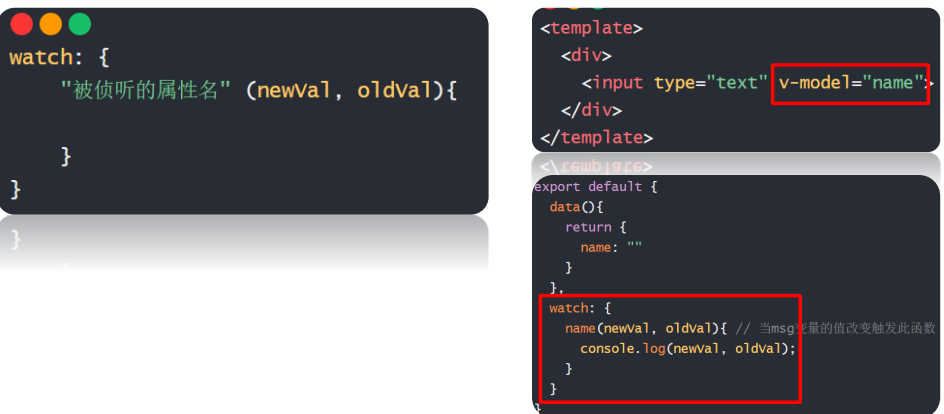 watch: {
"被侦听的属性名" (newVal, oldVal){
}
}
<template>
<div>
<input type="text" v-model="name">
</div>
</template>
export default {
data(){
return {
name: ""
}
},
watch: {
name(newVal, oldVal){ // 当msg变量的值改变触发此函数
console.log(newVal, oldVal);
}
}
}